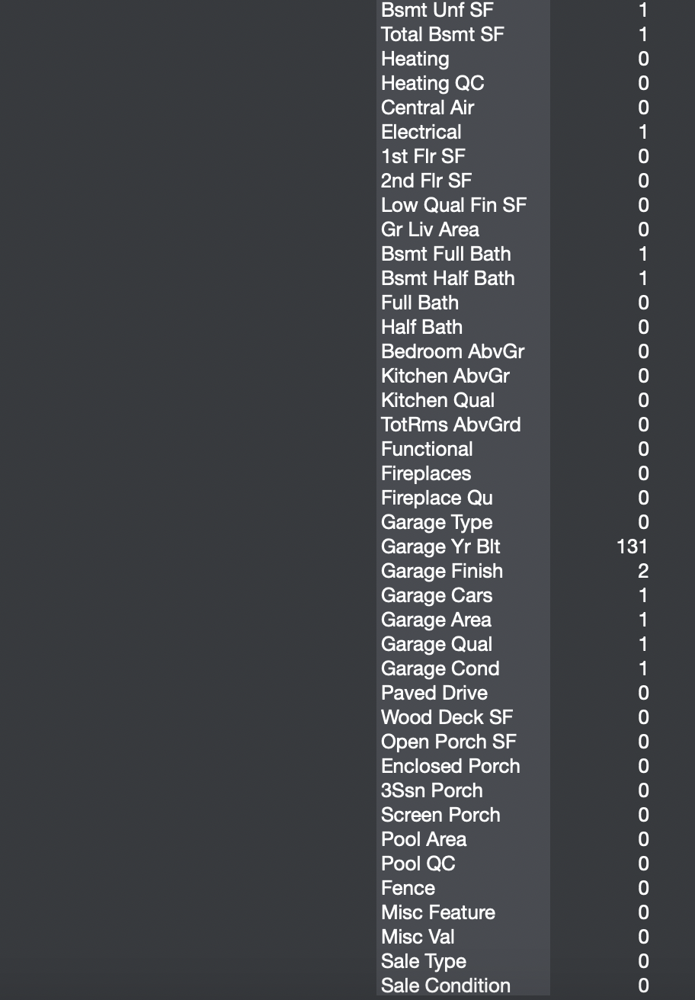 Bsmt Unf SF 1
Total Bsmt SF 1
Heating 0
Heating QC 0
Central Air 0
Electrical 1
1st Flr SF 0
2nd Flr SF 0
Low Qual Fin SF 0
Gr Liv Area 0
Bsmt Full Bath 1
Bsmt Half Bath 1
Full Bath 0
Half Bath 0
Bedroom AbvGr 0
Kitchen AbvGr 0
Kitchen Qual 0
TotRms AbvGrd 0
Functional 0
Fireplaces 0
Fireplace Qu 0
Garage Type 0
Garage Yr Blt 131
Garage Finish 2
Garage Cars 1
Garage Area 1
Garage Qual 1
Garage Cond 1
Paved Drive 0
Wood Deck SF 0
Open Porch SF 0
Enclosed Porch 0
3Ssn Porch 0
Screen Porch 0
Pool Area 0
Pool QC 0
Fence 0
Misc Feature 0
Misc Val 0
Sale Type 0
Sale Condition 0